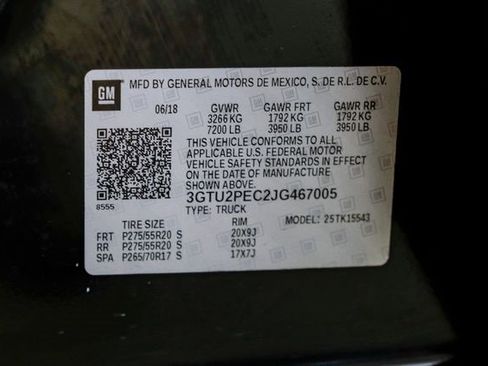 GM
MFD BY GENERAL MOTORS DE MEXICO, S. DE R.L. DE C.V.
06/18 GVWR GAWR FRT GAWR RR
3266 KG 1792 KG 1792 KG
7200 LB 3950 LB 3950 LB
THIS VEHICLE CONFORMS TO ALL
APPLICABLE U.S. FEDERAL MOTOR
VEHICLE SAFETY STANDARDS IN EFFECT
ON THE DATE OF MANUFACTURE
8555
3GTU2PEC2JG467005
TYPE: TRUCK MODEL: 25TK15543
TIRE SIZE RIM
FRT P275/55R20 S 20X9J
RR P275/55R20 S 20X9J
SPA P265/70R17 S 17X7J